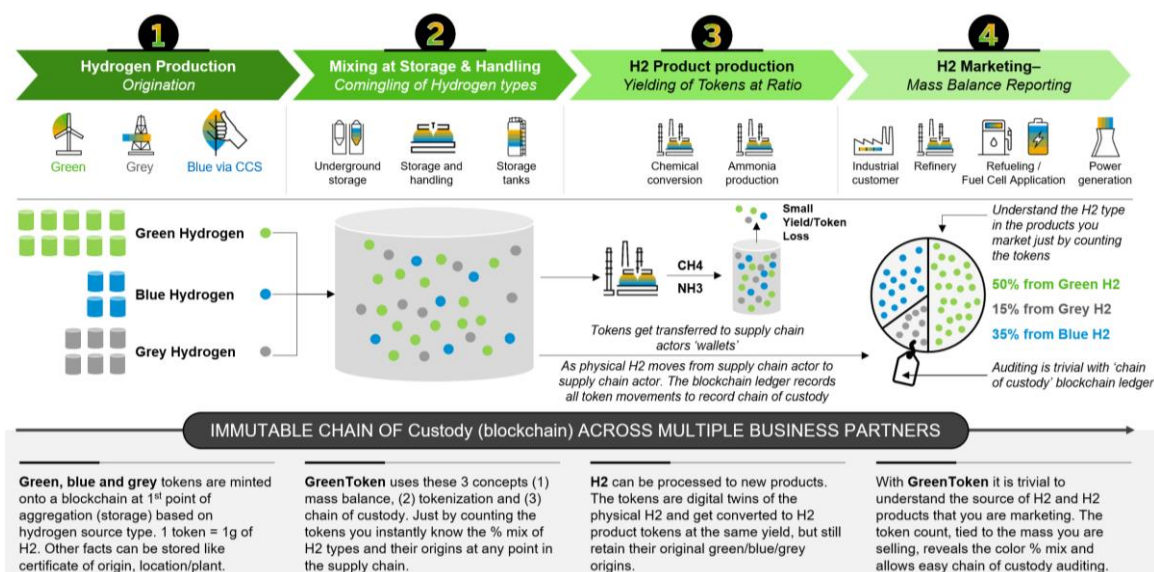 1
2
3
4
Hydrogen Production
Origination
Mixing at Storage & Handling
Comingling of Hydrogen types
H2 Product production
Yielding of Tokens at Ratio
H2 Marketing–
Mass Balance Reporting
Green
Grey
Blue via CCS
Underground
storage
Storage and
handling
Storage
tanks
Chemical
conversion
Ammonia
production
Industrial
customer
Refinery
Refueling /
Fuel Cell Application
Power
generation
Green Hydrogen
Blue Hydrogen
Grey Hydrogen
CH4
NH3
Small
Yield/Token
Loss
Tokens get transferred to supply chain
actors ‘wallets’
As physical H2 moves from supply chain actor to
supply chain actor. The blockchain ledger records
all token movements to record chain of custody
Understand the H2 type
in the products you
market just by counting
the tokens
50% from Green H2
15% from Grey H2
35% from Blue H2
Auditing is trivial with ‘chain
of custody’ blockchain ledger
IMMUTABLE CHAIN OF Custody (blockchain) ACROSS MULTIPLE BUSINESS PARTNERS
Green, blue and grey tokens are minted
onto a blockchain at 1st point of
aggregation (storage) based on
hydrogen source type. 1 token = 1g of
H2. Other facts can be stored like
certificate of origin, location/plant.
GreenToken uses these 3 concepts (1)
mass balance, (2) tokenization and (3)
chain of custody. Just by counting the
tokens you instantly know the % mix of
H2 types and their origins at any point in
the supply chain.
H2 can be processed to new products.
The tokens are digital twins of the
physical H2 and get converted to H2
product tokens at the same yield, but still
retain their original green/blue/grey
origins.
With GreenToken it is trivial to
understand the source of H2 and H2
products that you are marketing. The
token count, tied to the mass you are
selling, reveals the color % mix and
allows easy chain of custody auditing.